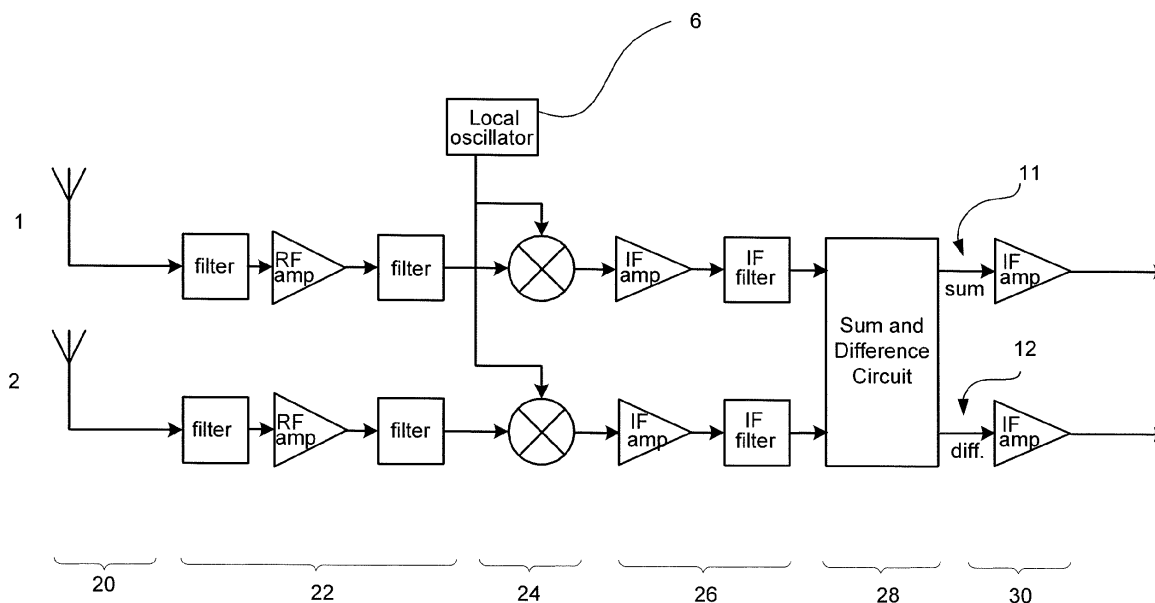 6
Local
oscillator
11
1
filter
RF
amp
filter
IF
amp
IF
filter
sum
IF
amp
Sum and
Difference
Circuit
12
2
filter
RF
amp
filter
IF
amp
IF
filter
diff.
IF
amp
20
22
24
26
28
30